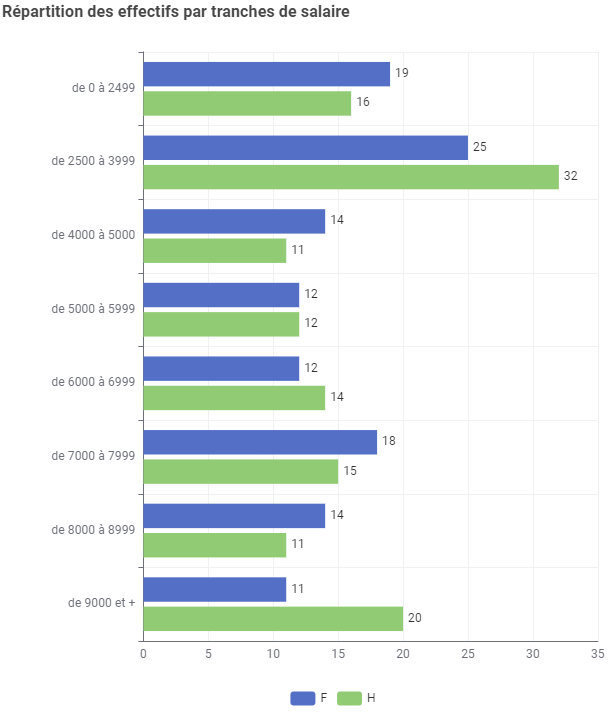 Répartition des effectifs par tranches de salaire
de 0 à 2499
19
16
de 2500 à 3999
25
32
de 4000 à 5000
14
11
de 5000 à 5999
12
12
de 6000 à 6999
12
14
de 7000 à 7999
18
15
de 8000 à 8999
14
11
de 9000 et +
11
20
0 5 10 15 20 25 30 35
F H